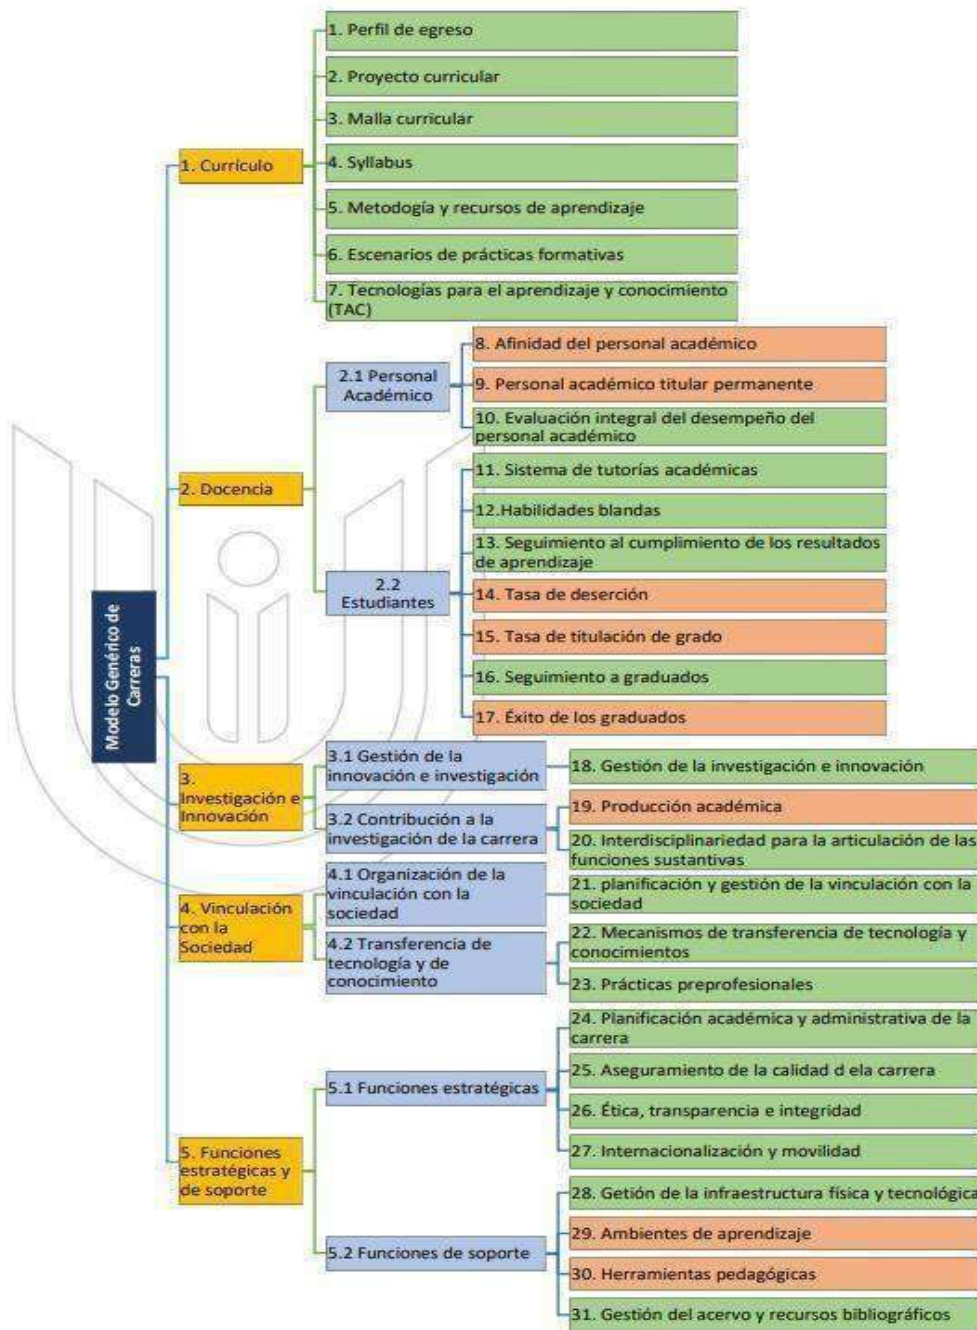 Modelo Genérico de
Carreras
1. Currículo
1. Perfil de egreso
2. Proyecto curricular
3. Malla curricular
4. Syllabus
5. Metodogía y recursos de aprendizaje
6. Escenarios de prácticas formativas
7. Tecnologías para el aprendizaje y conocimiento
(TAC)
2. Docencia
2.1 Personal
Académico
8. Afinidad del personal académico
9. Personal académico titular permanente
10. Evaluación integral del desempeño del
personal académico
2.2
Estudiantes
11. Sistema de tutorías académicas
12.Habilidades blandas
13. Seguimiento al cumplimiento de los resultados
de aprendizaje
14. Tasa de deserción
15. Tasa de titulación de grado
16. Seguimiento a graduados
17. Éxito de los graduados
3.
Investigación e
Innovación
3.1 Gestión de la
innovación e investigación
18. Gestión de la investigación e innovación
3.2 Contribución a la
investigación de la carrera
19. Producción académica
20. Interdisciplinariedad para la articulación de las
funciones sustantivas
4. Vinculación
con la
Sociedad
4.1 Organización de la
vinculación con la
sociedad
21. planificación y gestión de la vinculación con la
sociedad
4.2 Transferencia de
tecnología y de
conocimiento
22. Mecanismos de transferencia de tecnología y
conocimientos
23. Prácticas preprofesionales
5. Funciones
estratégicas y
de soporte
5.1 Funciones estratégicas
24. Planificación académica y administrativa de la
carrera
25. Aseguramiento de la calidad d ela carrera
26. Ética, transparencia e integridad
27. Internacionalización y movilidad
5.2 Funciones de soporte
28. Getión de la infraestructura física y tecnológica
29. Ambientes de aprendizaje
30. Herramientas pedagógicas
31. Gestión del acervo y recursos bibliográficos